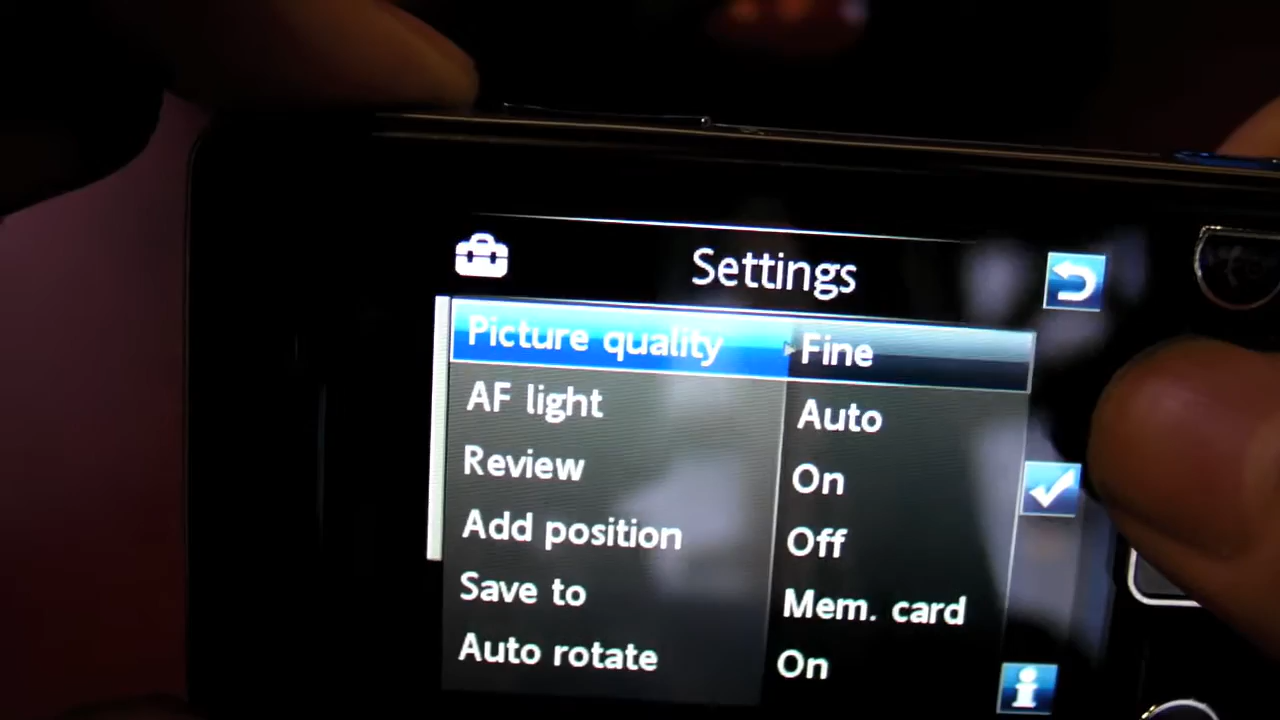 Settings
Picture quality Fine
AF light Auto
Review On
Add position Off
Save to Mem. card
Auto rotate On